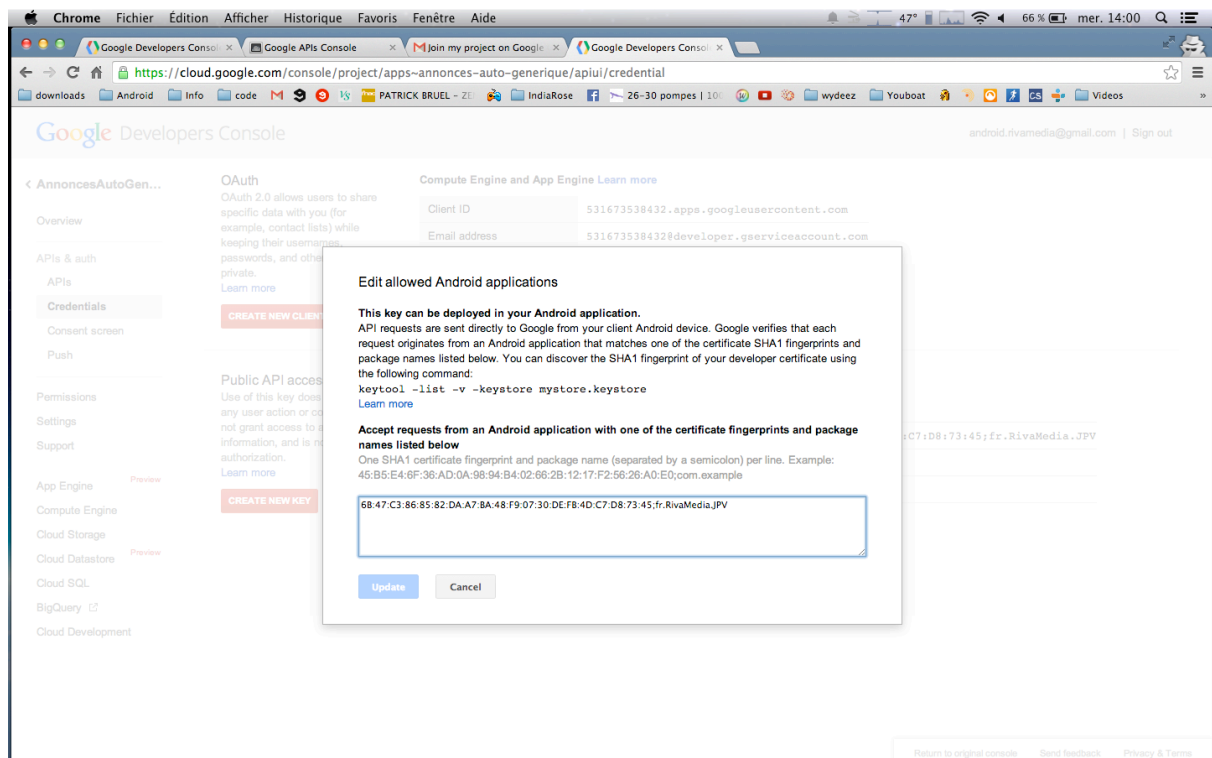 Chrome Fichier Édition Afficher Historique Favoris Fenêtre Aide 47° 66 % mer. 14:00
Google Developers Consol Google APIs Console Join my project on Google Google Developers Consol
https://cloud.google.com/console/project/apps~annonces-auto-generique/apiui/credential
downloads Android Info code PATRICK BRUEL - ZE IndiaRose 26-30 pompes | 100 wydeez Youboat Videos »
Google Developers Console android.rivamedia@gmail.com | Sign out
< AnnoncesAutoGen...
Overview
APIs & auth
APIs
Credentials
Consent screen
Push
Permissions
Settings
Support
App Engine Preview
Compute Engine
Cloud Storage
Cloud Datastore Preview
Cloud SQL
BigQuery
Cloud Development
OAuth
OAuth 2.0 allows users to share
specific data with you (for
example, contact lists) while
keeping their usernames,
passwords, and othe
private.
Learn more
CREATE NEW CLIEN
Public API acces
Use of this key does
any user action or co
not grant access to a
information, and is no
authorization.
Learn more
CREATE NEW KEY
Compute Engine and App Engine Learn more
Client ID 531673538432.apps.googleusercontent.com
Email address 531673538432@developer.gserviceaccount.com
:C7:D8:73:45;fr.RivaMedia.JPV
Edit allowed Android applications
This key can be deployed in your Android application.
API requests are sent directly to Google from your client Android device. Google verifies that each
request originates from an Android application that matches one of the certificate SHA1 fingerprints and
package names listed below. You can discover the SHA1 fingerprint of your developer certificate using
the following command:
keytool -list -v -keystore mystore.keystore
Learn more
Accept requests from an Android application with one of the certificate fingerprints and package
names listed below
One SHA1 certificate fingerprint and package name (separated by a semicolon) per line. Example:
45:B5:E4:6F:36:AD:0A:98:94:B4:02:66:2B:12:17:F2:56:26:A0:E0;com.example
6B:47:C3:86:85:82:DA:A7:BA:48:F9:07:30:DE:FB:4D:C7:D8:73:45;fr.RivaMedia.JPV
Update Cancel
Return to original console Send feedback Privacy & Terms